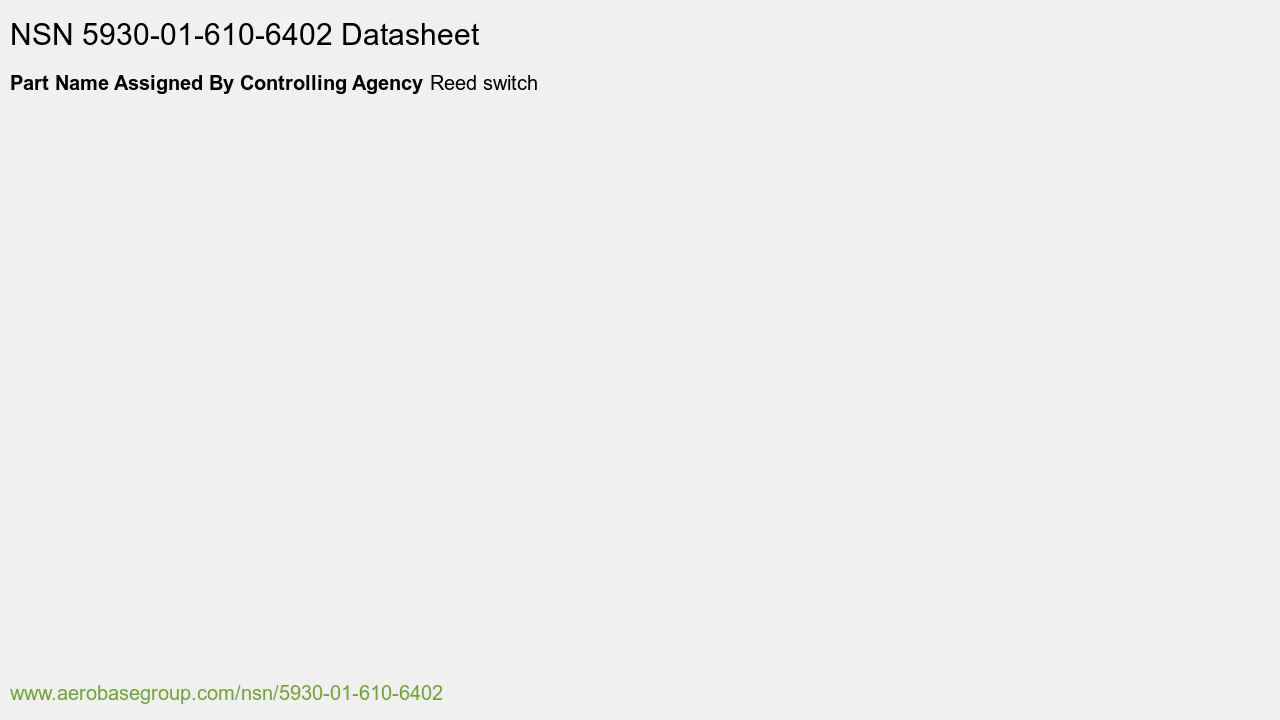 NSN 5930-01-610-6402 Datasheet
Part Name Assigned By Controlling Agency Reed switch
www.aerobasegroup.com/nsn/5930-01-610-6402